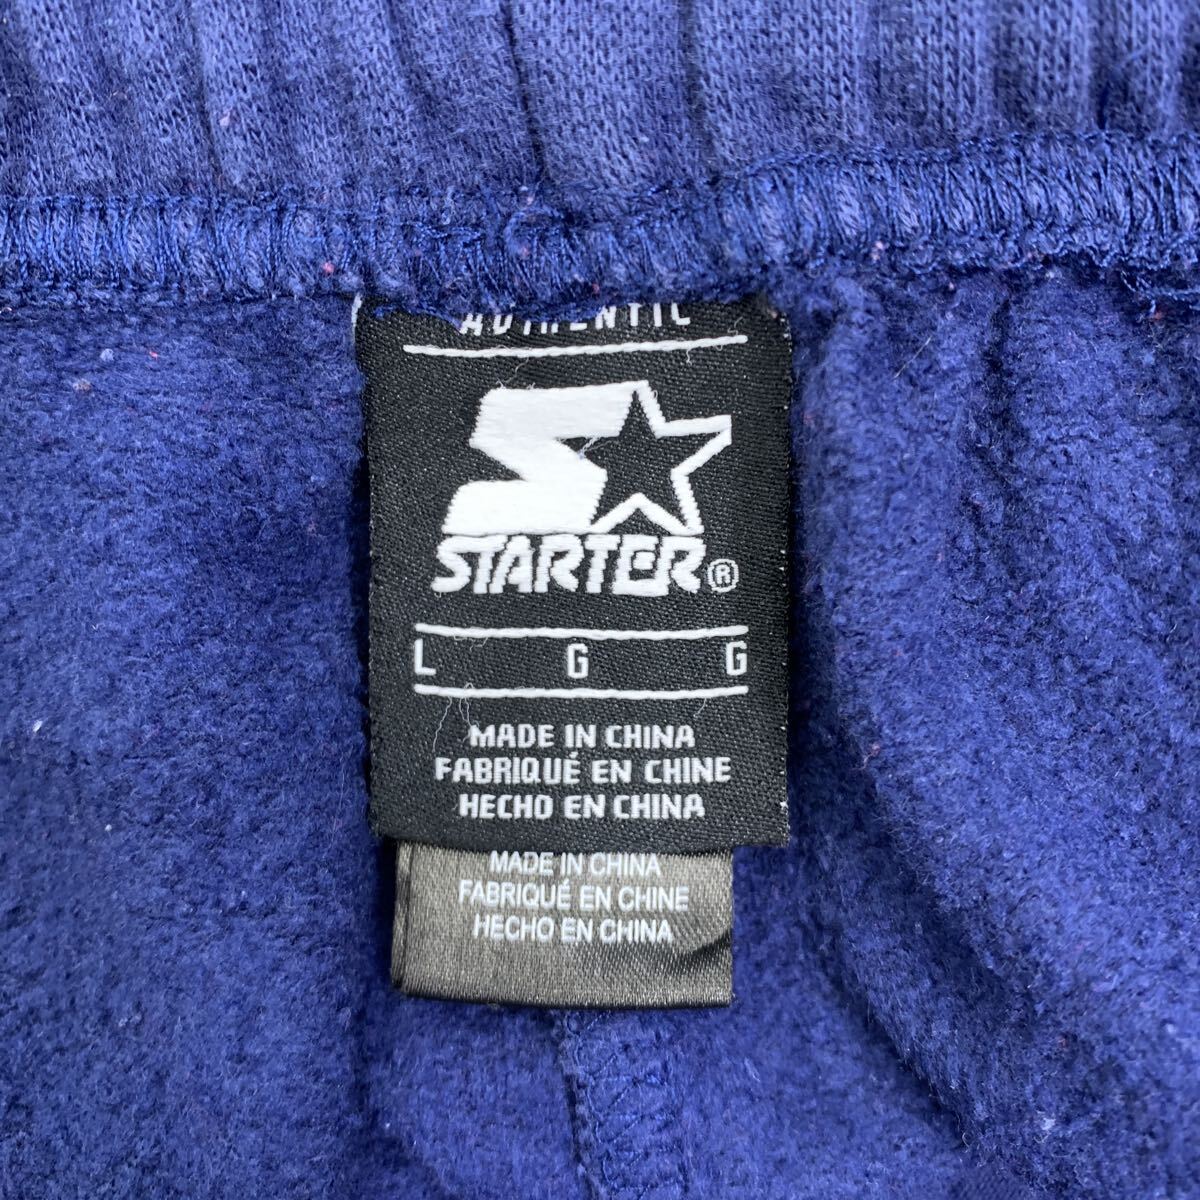 AUTHENTIC
STARTER®
L G G
MADE IN CHINA
FABRIQUÉ EN CHINE
HECHO EN CHINA
MADE IN CHINA
FABRIQUÉ EN CHINE
HECHO EN CHINA